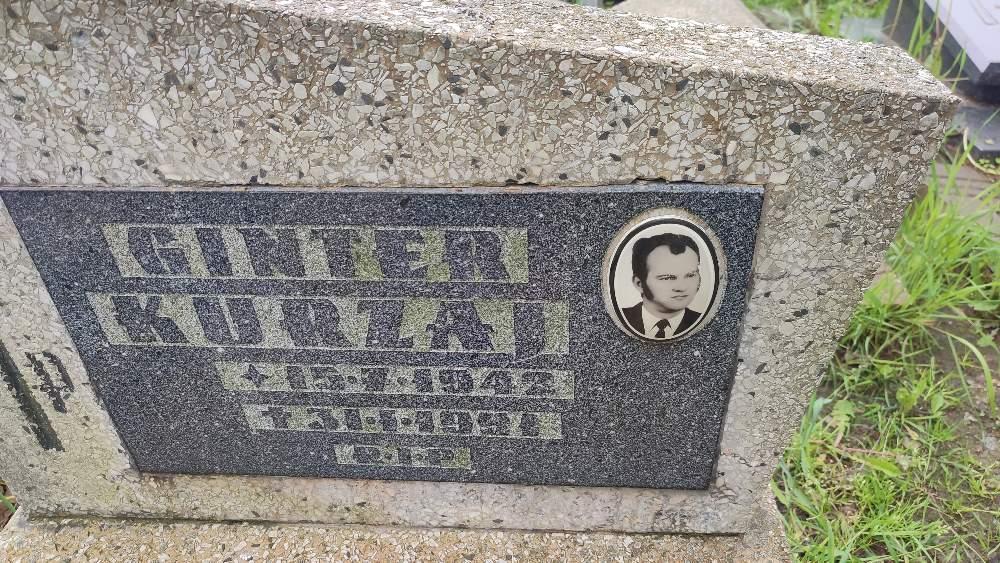 GINTER
KURZAJ
* 15·7·1942
† 31·1·1991
R·I·P